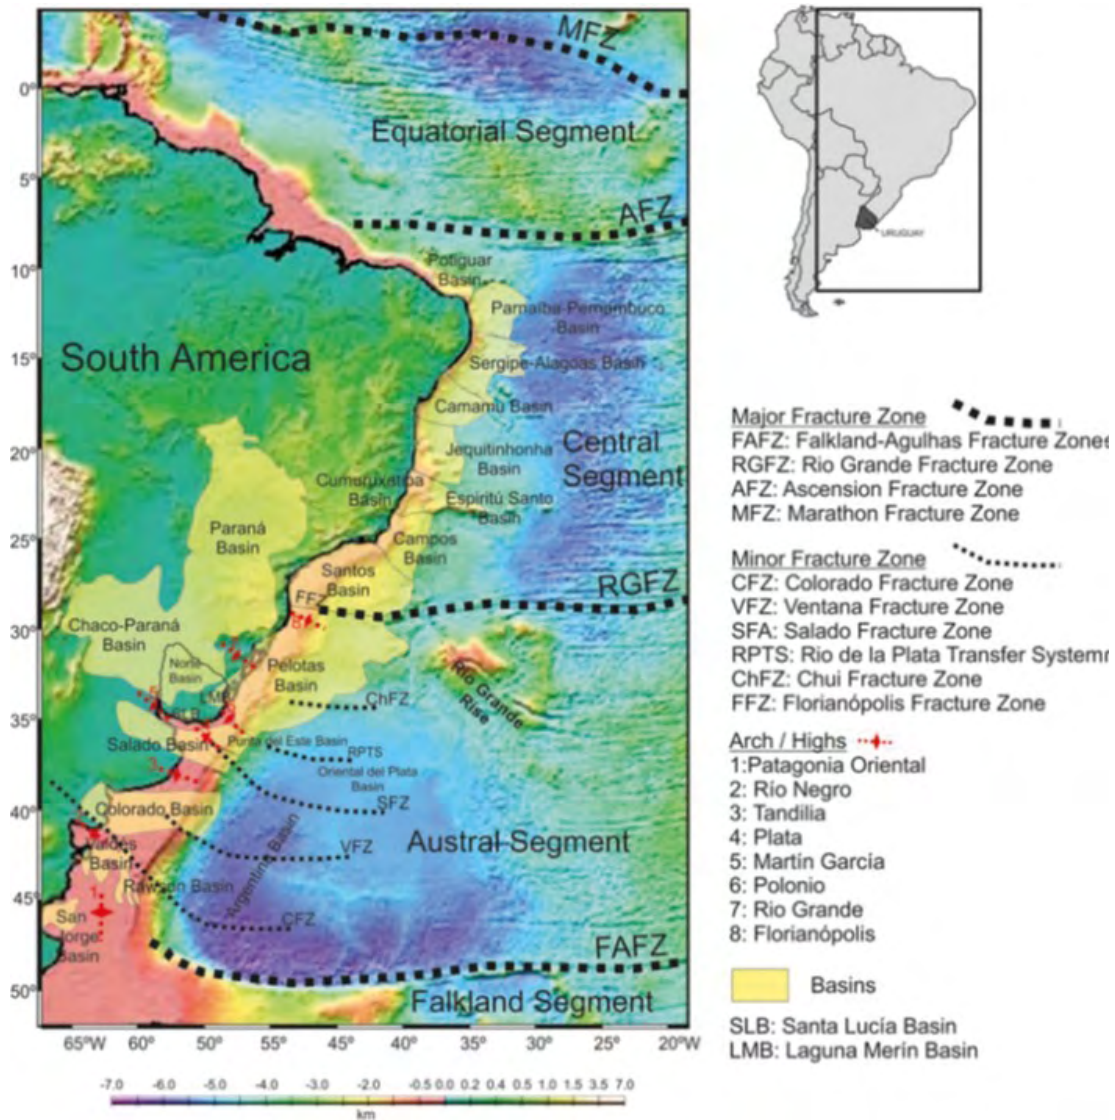 MFZ
0°
Equatorial Segment
5°
AFZ
10°
Potiguar
Basin
Parnaiba-Pernambuco
Basin
15°
South America
Sergipe-Alagoas Basin
Camamú Basin
Central
Segment
Jequitinhonha
Basin
20°
Cumuruxatiba
Basin
Espiritú Santo
Basin
Paraná
Basin
25°
Campos
Basin
Santos
Basin
RGFZ
FFZ
8
30°
Chaco-Paraná
Basin
7
Norte
Basin
Pelotas
Basin
Rio Grande
Rise
LMB
SLB
ChFZ
35°
Salado Basin
Punta del Este Basin
RPTS
Oriental del Plata
Basin
3
SFZ
40°
Colorado Basin
Argentina Basin
Austral-Segment
VFZ
Valdés
Basin
Rawson Basin
45°
1
San
Jorge
Basin
CFZ
FAFZ
50°
Falkland Segment
65°W
60°
55°
50°
45°
40°
35°
30°
25°
20°W
-7.0 -6.0 -5.0 -4.0 -3.0 -2.0 -0.5 0.0 0.2 0.4 0.5 1.0 1.5 3.5 7.0
km
URUGUAY
Major Fracture Zone
FAFZ: Falkland-Agulhas Fracture Zones
RGFZ: Rio Grande Fracture Zone
AFZ: Ascension Fracture Zone
MFZ: Marathon Fracture Zone
Minor Fracture Zone
CFZ: Colorado Fracture Zone
VFZ: Ventana Fracture Zone
SFA: Salado Fracture Zone
RPTS: Rio de la Plata Transfer Systemm
ChFZ: Chui Fracture Zone
FFZ: Florianópolis Fracture Zone
Arch / Highs
1:Patagonia Oriental
2: Río Negro
3: Tandilia
4: Plata
5: Martín García
6: Polonio
7: Rio Grande
8: Florianópolis
Basins
SLB: Santa Lucía Basin
LMB: Laguna Merín Basin